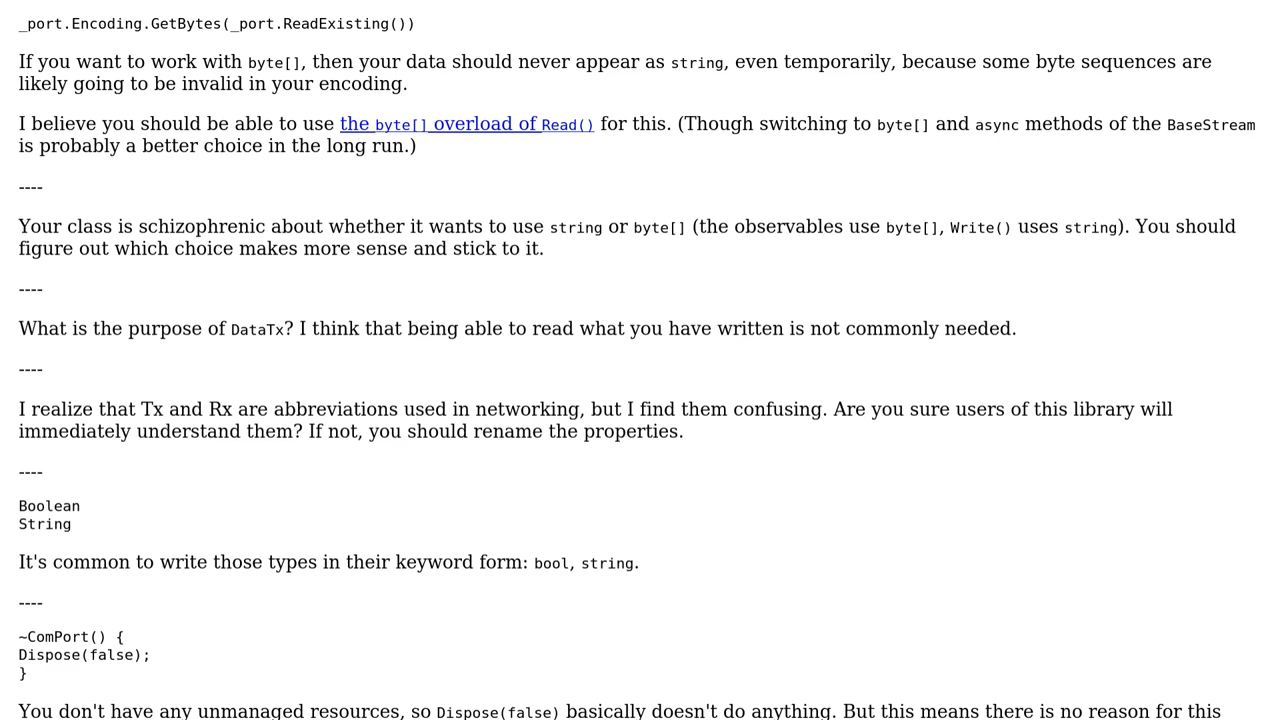 _port.Encoding.GetBytes(_port.ReadExisting())
If you want to work with byte[], then your data should never appear as string, even temporarily, because some byte sequences are
likely going to be invalid in your encoding.
I believe you should be able to use the byte[] overload of Read() for this. (Though switching to byte[] and async methods of the BaseStream
is probably a better choice in the long run.)
----
Your class is schizophrenic about whether it wants to use string or byte[] (the observables use byte[], Write() uses string). You should
figure out which choice makes more sense and stick to it.
----
What is the purpose of DataTx? I think that being able to read what you have written is not commonly needed.
----
I realize that Tx and Rx are abbreviations used in networking, but I find them confusing. Are you sure users of this library will
immediately understand them? If not, you should rename the properties.
----
Boolean
String
It's common to write those types in their keyword form: bool, string.
----
~ComPort() {
Dispose(false);
}
You don't have any unmanaged resources, so Dispose(false) basically doesn't do anything. But this means there is no reason for this